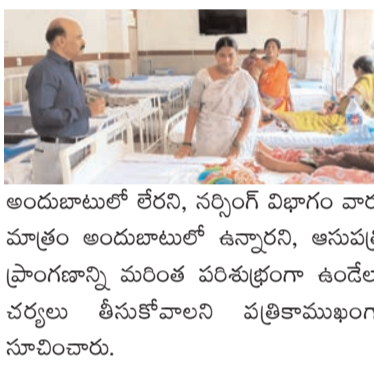 అందుబాటులో లేరని, నర్సింగ్ విభాగం వార
మాత్రం అందుబాటులో ఉన్నారని, ఆసుపత్రి
ప్రాంగణాన్ని మరింత పరిశుభ్రంగా ఉండేల
చర్యలు తీసుకోవాలని పత్రికాముఖంగ
సూచించారు.